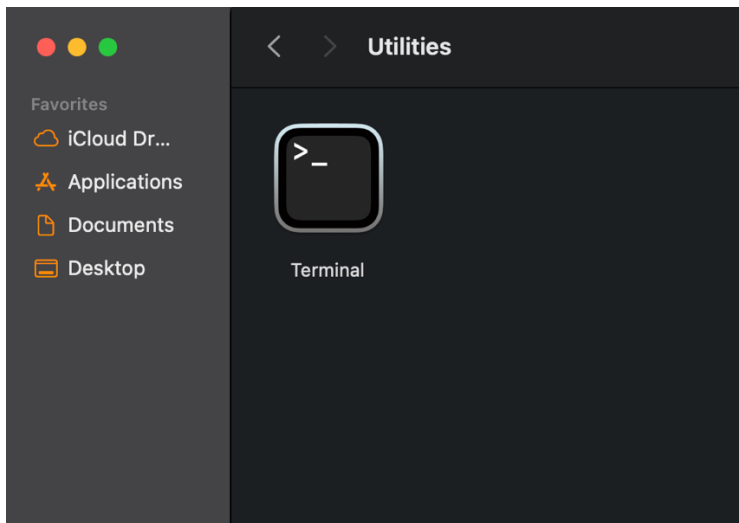 Utilities
Favorites
iCloud Dr...
Applications
Documents
Desktop
>_
Terminal